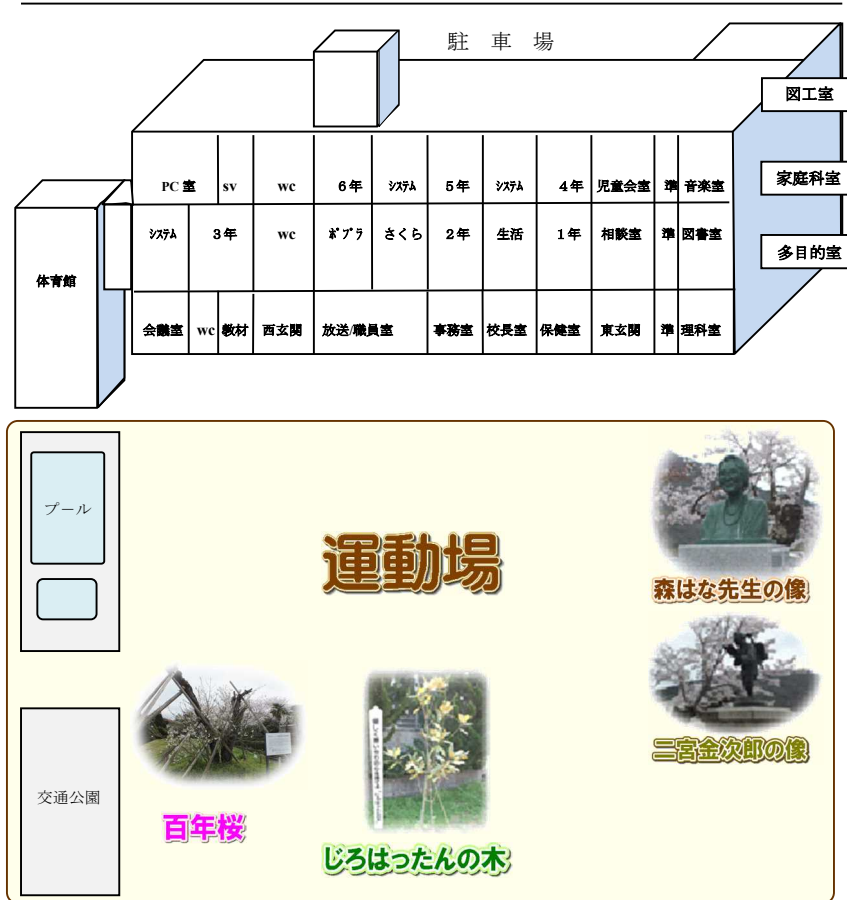 駐 車 場
図工室
PC 室 sv wc 6年 ｼｽﾃﾑ 5年 ｼｽﾃﾑ 4年 児童会室 準 音楽室
家庭科室
ｼｽﾃﾑ 3年 wc ﾎﾟﾌﾟﾗ さくら 2年 生活 1年 相談室 準 図書室
多目的室
体育館
会議室 wc 教材 西玄関 放送/職員室 事務室 校長室 保健室 東玄関 準 理科室
プール
運動場
森はな先生の像
二宮金次郎の像
交通公園
百年桜
じろはったんの木